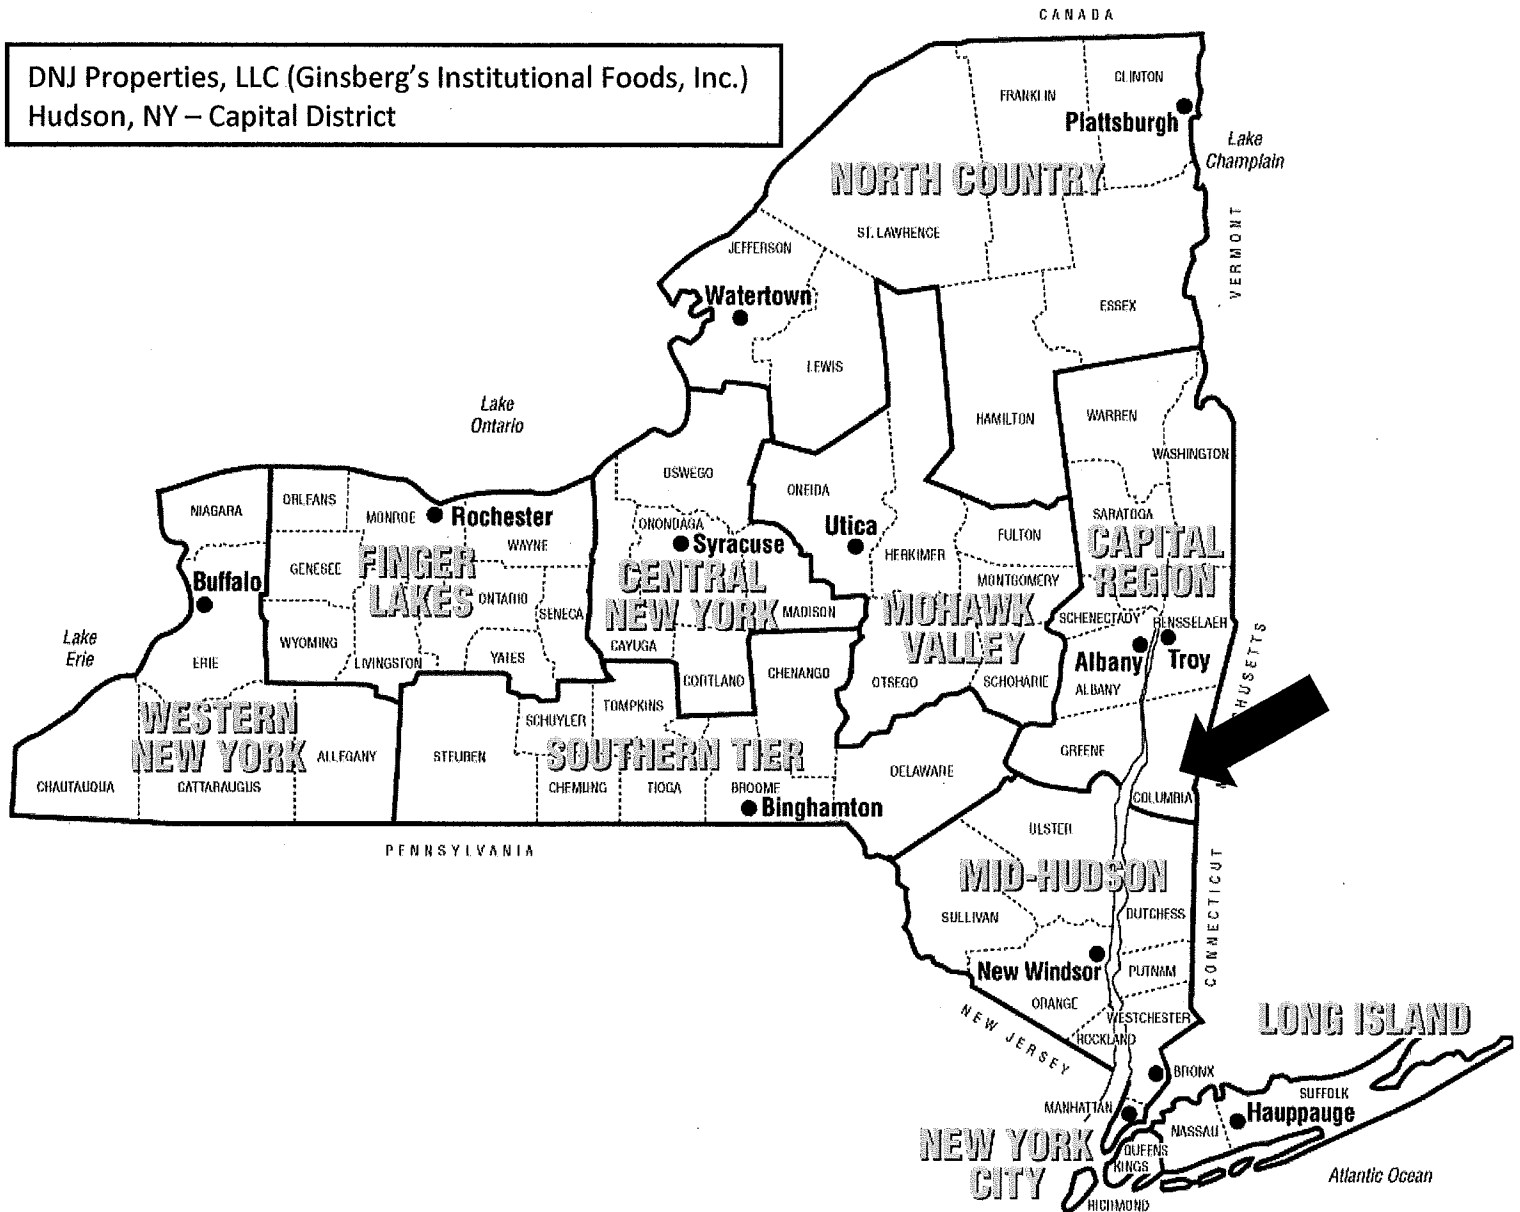 CANADA
DNJ Properties, LLC (Ginsberg's Institutional Foods, Inc.)
Hudson, NY – Capital District
CLINTON
FRANKLIN
Plattsburgh
Lake
Champlain
NORTH COUNTRY
VERMONT
ST. LAWRENCE
JEFFERSON
Watertown
ESSEX
LEWIS
Lake
Ontario
HAMILTON
WARREN
WASHINGTON
OSWEGO
ONEIDA
NIAGARA
ORLEANS
MONROE
Rochester
WAYNE
ONONDAGA
Syracuse
Utica
HERKIMER
FULTON
SARATOGA
CAPITAL
REGION
GENESEE
FINGER
LAKES
ONTARIO
SENECA
CENTRAL
NEW YORK
MADISON
MONTGOMERY
MOHAWK
VALLEY
SCHENECTADY
RENSSELAER
Buffalo
Lake
Erie
ERIE
WYOMING
LIVINGSTON
YATES
CAYUGA
CORTLAND
CHENANGO
OTSEGO
SCHOHARIE
Albany
Troy
ALBANY
HUSETTS
WESTERN
NEW YORK
ALLEGANY
STEUBEN
SCHUYLER
TOMPKINS
SOUTHERN TIER
DELAWARE
GREENE
CHAUTAUQUA
CATTARAUGUS
CHEMUNG
TIOGA
BROOME
Binghamton
COLUMBIA
PENNSYLVANIA
ULSTER
MID-HUDSON
SULLIVAN
DUTCHESS
CONNECTICUT
New Windsor
PUTNAM
ORANGE
WESTCHESTER
ROCKLAND
NEW JERSEY
LONG ISLAND
BRONX
MANHATTAN
SUFFOLK
Hauppauge
NASSAU
NEW YORK
CITY
QUEENS
KINGS
RICHMOND
Atlantic Ocean